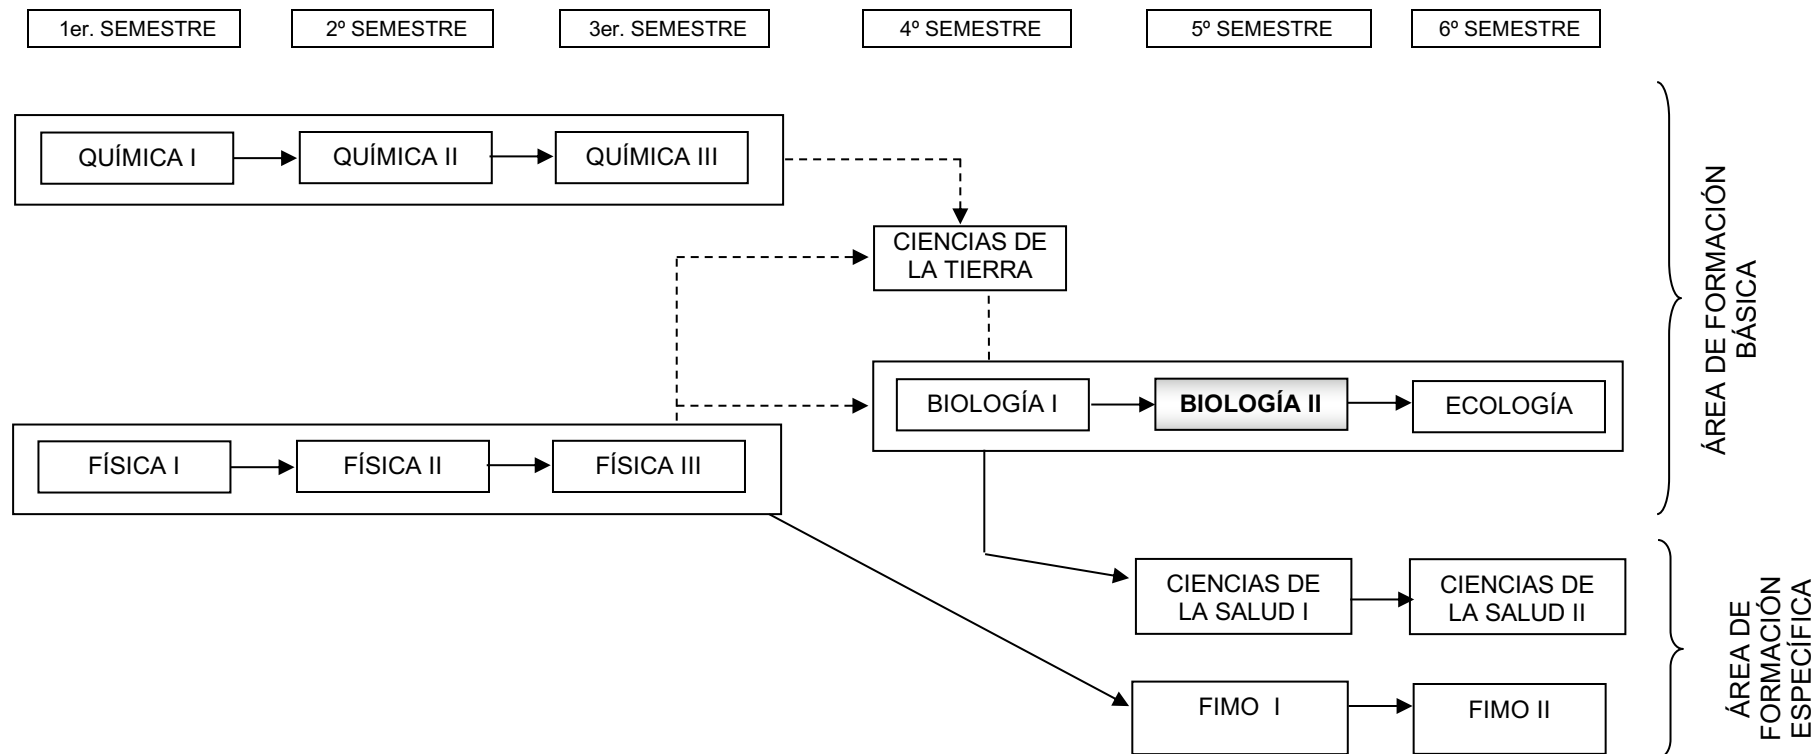 1er. SEMESTRE
2º SEMESTRE
3er. SEMESTRE
4º SEMESTRE
5º SEMESTRE
6º SEMESTRE
QUÍMICA I
QUÍMICA II
QUÍMICA III
CIENCIAS DE
LA TIERRA
BIOLOGÍA I
BIOLOGÍA II
ECOLOGÍA
FÍSICA I
FÍSICA II
FÍSICA III
CIENCIAS DE
LA SALUD I
CIENCIAS DE
LA SALUD II
FIMO I
FIMO II
ÁREA DE FORMACIÓN
BÁSICA
ÁREA DE
FORMACIÓN
ESPECÍFICA